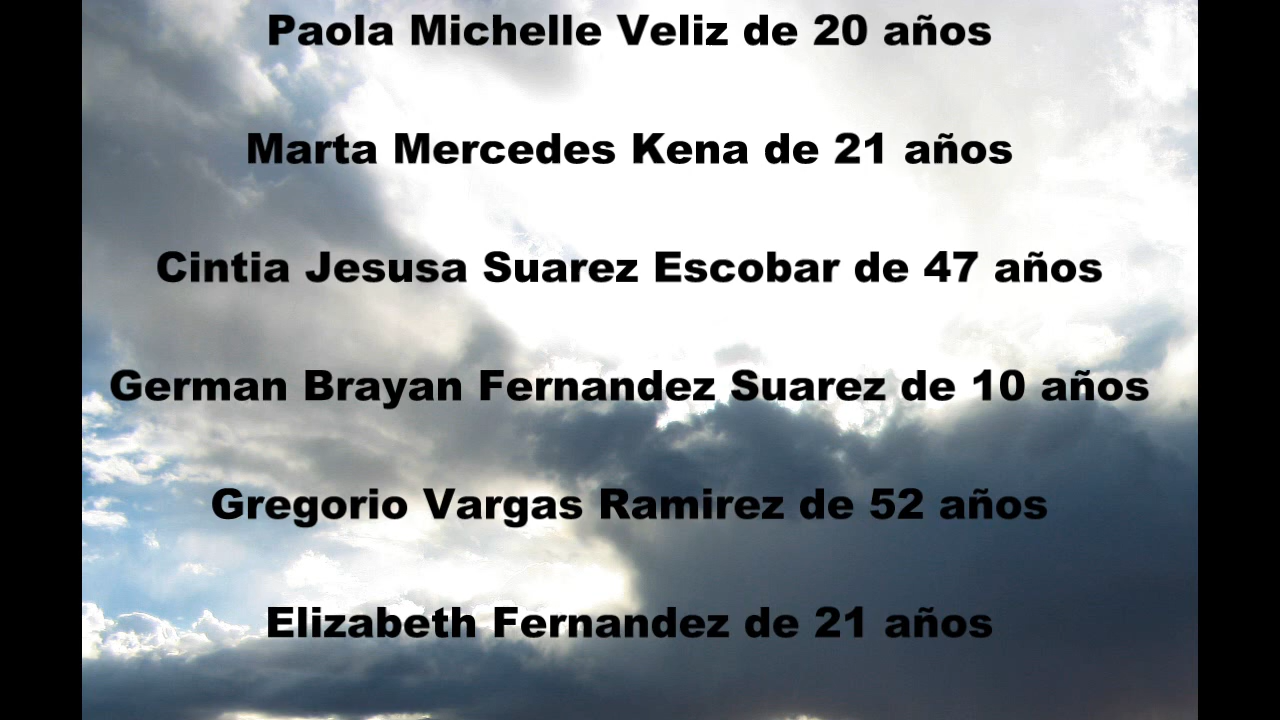 Paola Michelle Veliz de 20 años
Marta Mercedes Kena de 21 años
Cintia Jesusa Suarez Escobar de 47 años
German Brayan Fernandez Suarez de 10 años
Gregorio Vargas Ramirez de 52 años
Elizabeth Fernandez de 21 años